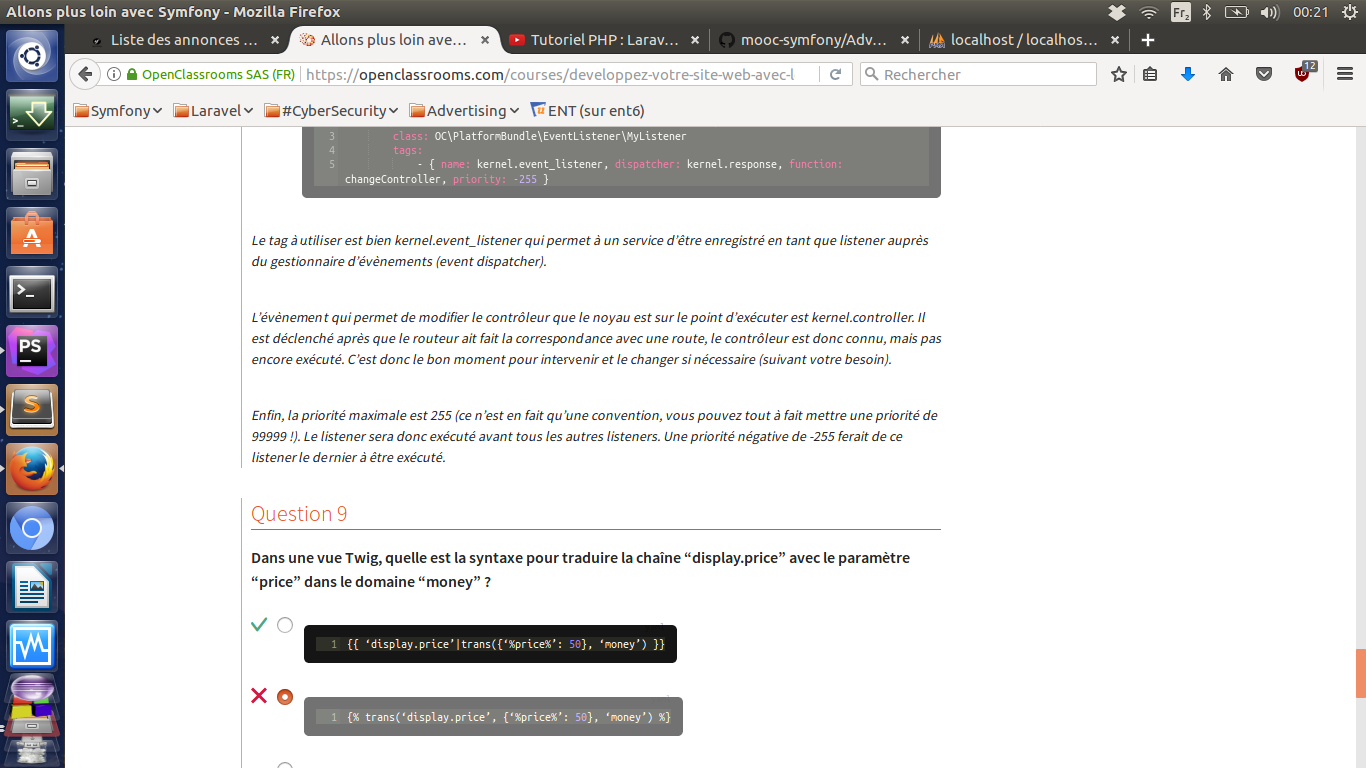 Allons plus loin avec Symfony - Mozilla Firefox
Fr2
00:21
Liste des annonces ...
Allons plus loin ave...
Tutoriel PHP : Larav...
mooc-symfony/Adv...
localhost / localhos...
OpenClassrooms SAS (FR)
https://openclassrooms.com/courses/developpez-votre-site-web-avec-l
Rechercher
12
Symfony
Laravel
#CyberSecurity
Advertising
ENT (sur ent6)
3 class: OC\PlatformBundle\EventListener\MyListener
4 tags:
5 - { name: kernel.event_listener, dispatcher: kernel.response, function:
changeController, priority: -255 }
Le tag à utiliser est bien kernel.event_listener qui permet à un service d’être enregistré en tant que listener auprès
du gestionnaire d’évènements (event dispatcher).
L’évènement qui permet de modifier le contrôleur que le noyau est sur le point d’exécuter est kernel.controller. Il
est déclenché après que le routeur ait fait la correspondance avec une route, le contrôleur est donc connu, mais pas
encore exécuté. C’est donc le bon moment pour intervenir et le changer si nécessaire (suivant votre besoin).
Enfin, la priorité maximale est 255 (ce n’est en fait qu’une convention, vous pouvez tout à fait mettre une priorité de
99999 !). Le listener sera donc exécuté avant tous les autres listeners. Une priorité négative de -255 ferait de ce
listener le dernier à être exécuté.
Question 9
Dans une vue Twig, quelle est la syntaxe pour traduire la chaîne “display.price” avec le paramètre
“price” dans le domaine “money” ?
1 {{ ‘display.price’|trans({‘%price%’: 50}, ‘money’) }}
1 {% trans(‘display.price’, {‘%price%’: 50}, ‘money’) %}
PS
S
A
>_